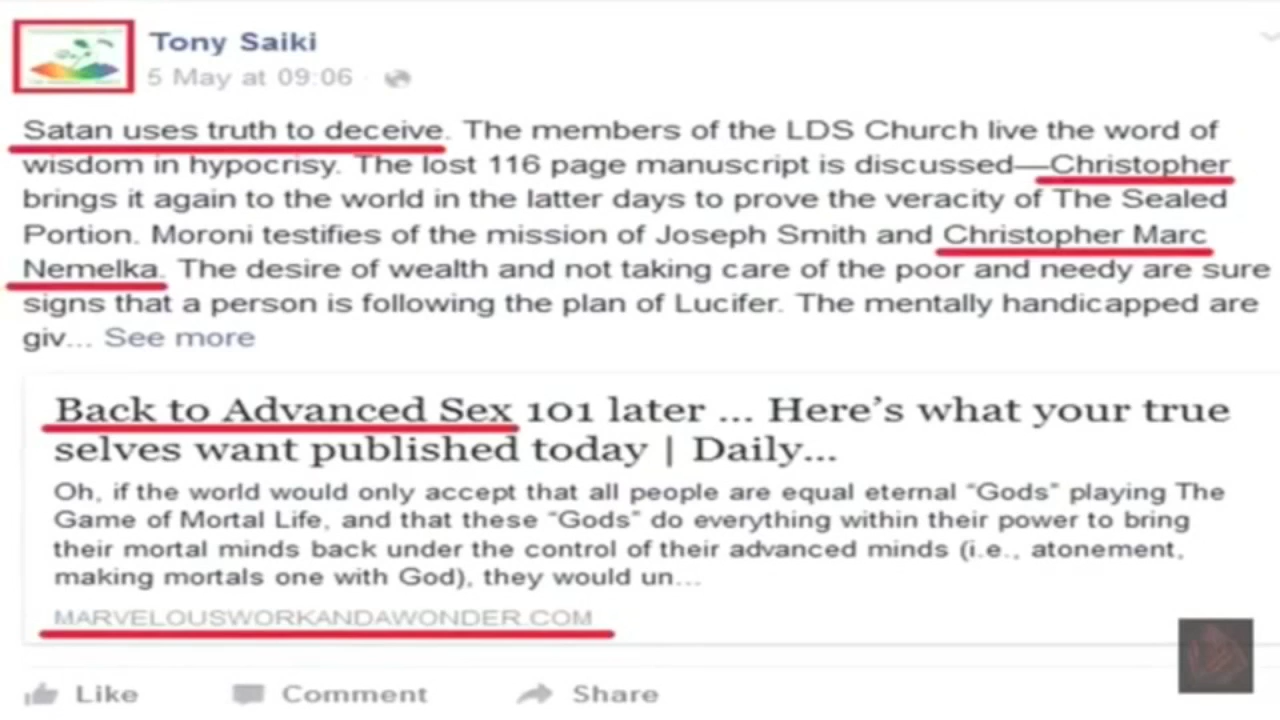 Tony Saiki
5 May at 09:06
Satan uses truth to deceive. The members of the LDS Church live the word of
wisdom in hypocrisy. The lost 116 page manuscript is discussed—Christopher
brings it again to the world in the latter days to prove the veracity of The Sealed
Portion. Moroni testifies of the mission of Joseph Smith and Christopher Marc
Nemelka. The desire of wealth and not taking care of the poor and needy are sure
signs that a person is following the plan of Lucifer. The mentally handicapped are
giv... See more
Back to Advanced Sex 101 later ... Here's what your true
selves want published today | Daily...
Oh, if the world would only accept that all people are equal eternal “Gods” playing The
Game of Mortal Life, and that these “Gods” do everything within their power to bring
their mortal minds back under the control of their advanced minds (i.e., atonement,
making mortals one with God), they would un...
MARVELOUSWORKANDAWONDER.COM
Like Comment Share